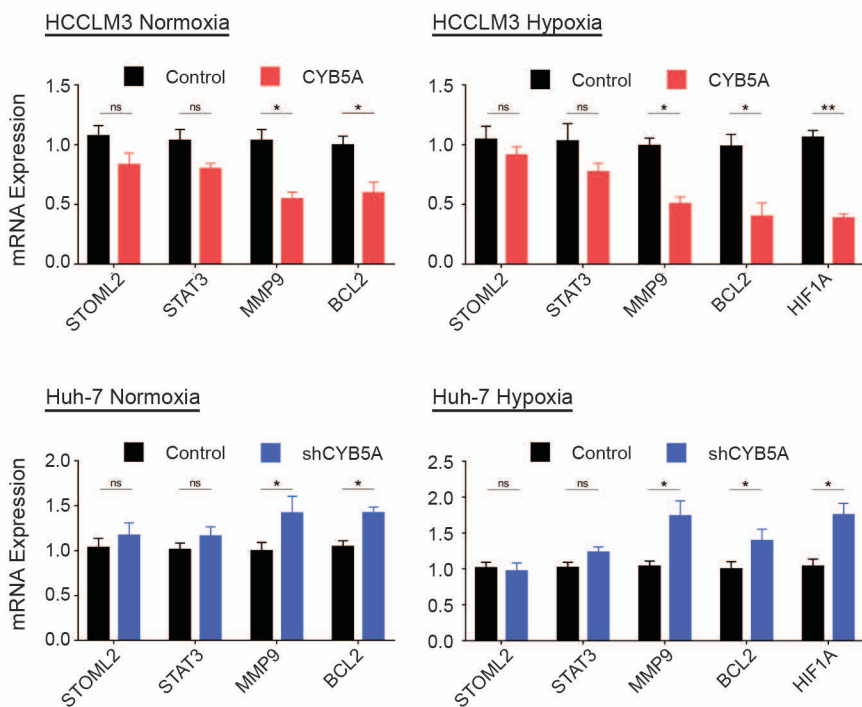 HCCLM3 Normoxia
Control CYB5A
mRNA Expression
1.5
1.0
0.5
0.0
ns ns * *
STOML2 STAT3 MMP9 BCL2
HCCLM3 Hypoxia
Control CYB5A
1.5
1.0
0.5
0.0
ns ns * * **
STOML2 STAT3 MMP9 BCL2 HIF1A
Huh-7 Normoxia
Control shCYB5A
mRNA Expression
2.0
1.5
1.0
0.5
0.0
ns ns * *
STOML2 STAT3 MMP9 BCL2
Huh-7 Hypoxia
Control shCYB5A
2.5
2.0
1.5
1.0
0.5
0.0
ns ns * * *
STOML2 STAT3 MMP9 BCL2 HIF1A